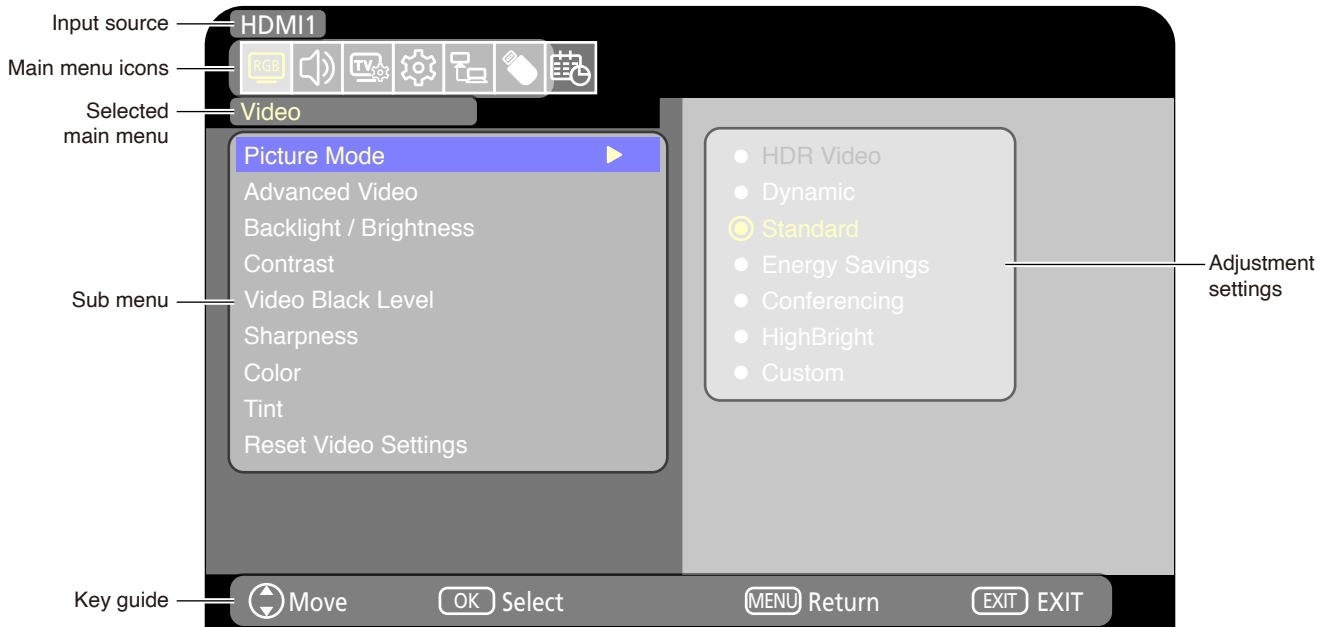 Input source
HDMI1
Main menu icons
RGB
TV
Selected
main menu
Video
Picture Mode
Advanced Video
Backlight / Brightness
Contrast
Sub menu
Video Black Level
Sharpness
Color
Tint
Reset Video Settings
HDR Video
Dynamic
Standard
Energy Savings
Conferencing
HighBright
Custom
Adjustment
settings
Key guide
Move
OK Select
MENU Return
EXIT EXIT